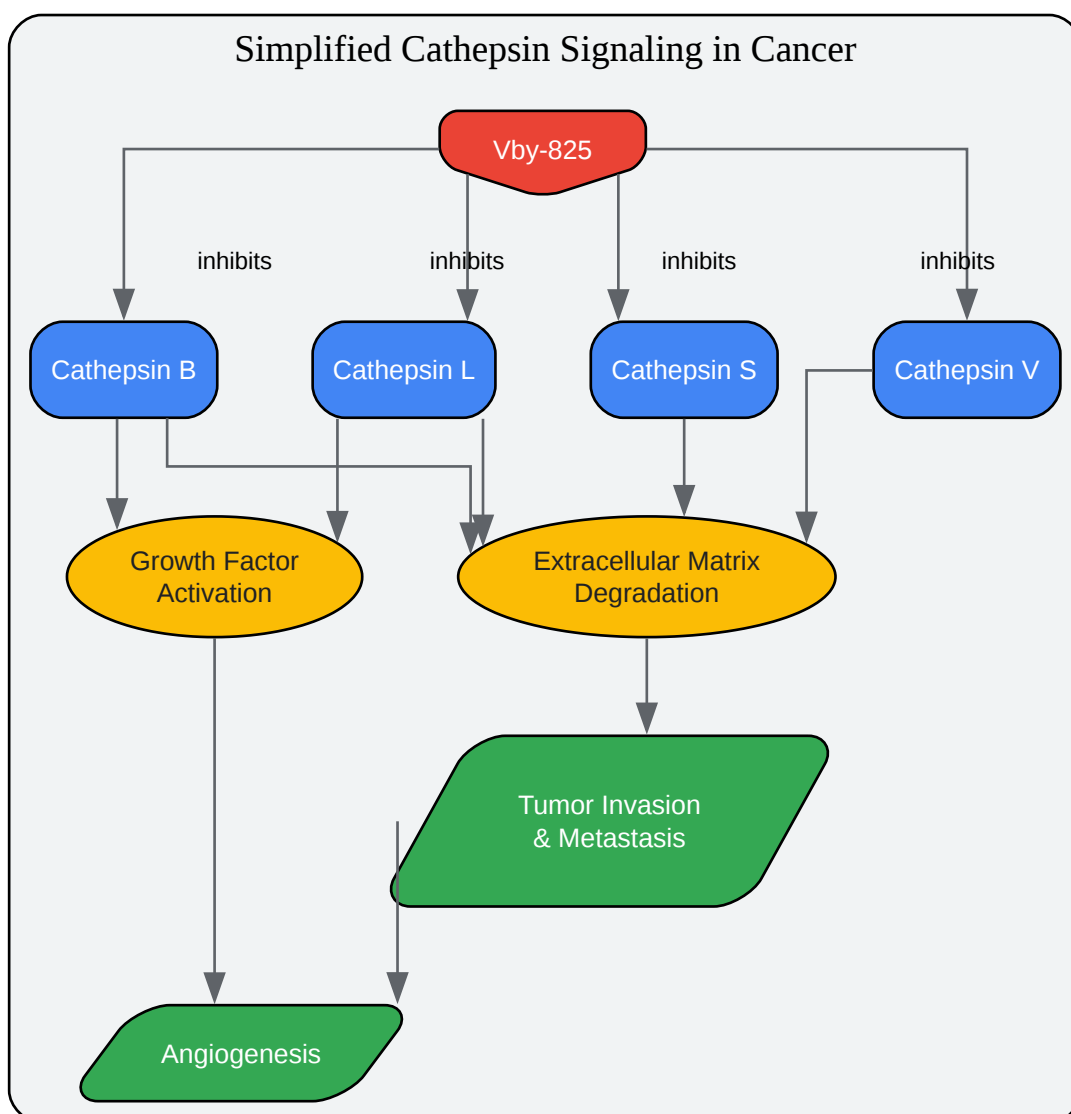 Simplified Cathepsin Signaling in Cancer
Vby-825
inhibits
inhibits
inhibits
inhibits
Cathepsin B
Cathepsin L
Cathepsin S
Cathepsin V
Growth Factor
Activation
Extracellular Matrix
Degradation
Tumor Invasion
& Metastasis
Angiogenesis